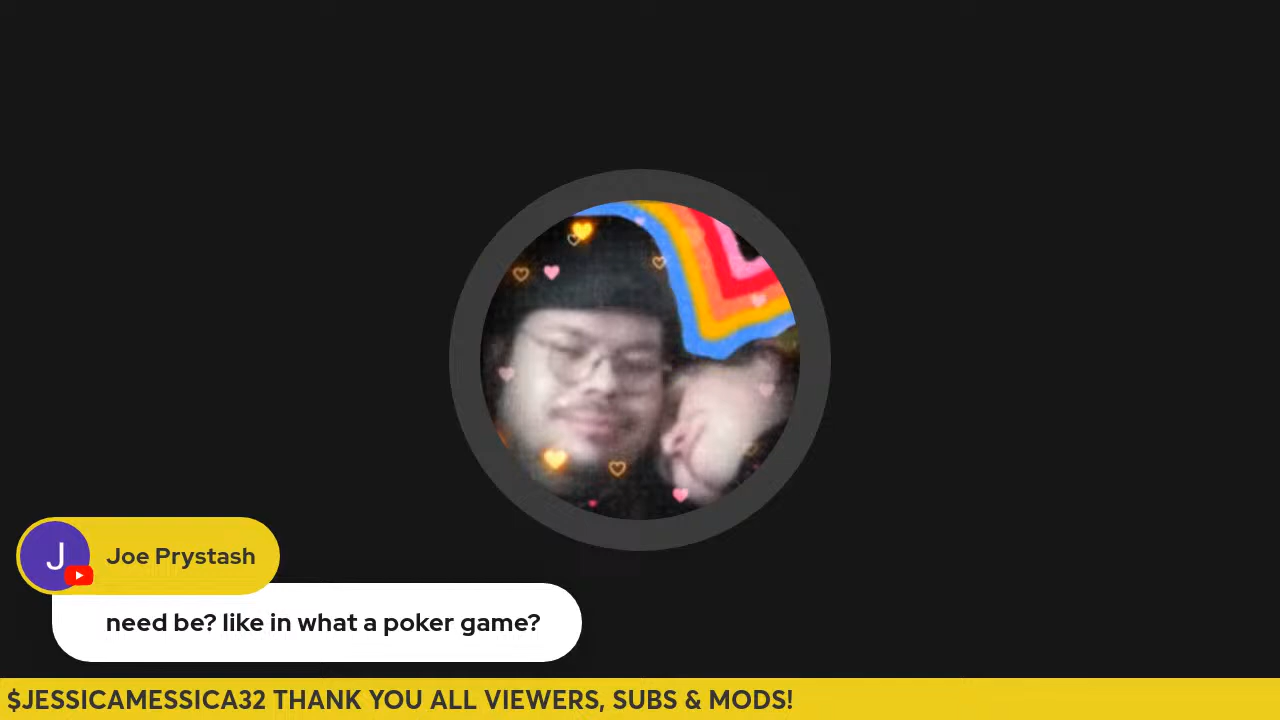 J
Joe Prystash
need be? like in what a poker game?
$JESSICAMESSICA32 THANK YOU ALL VIEWERS, SUBS & MODS!